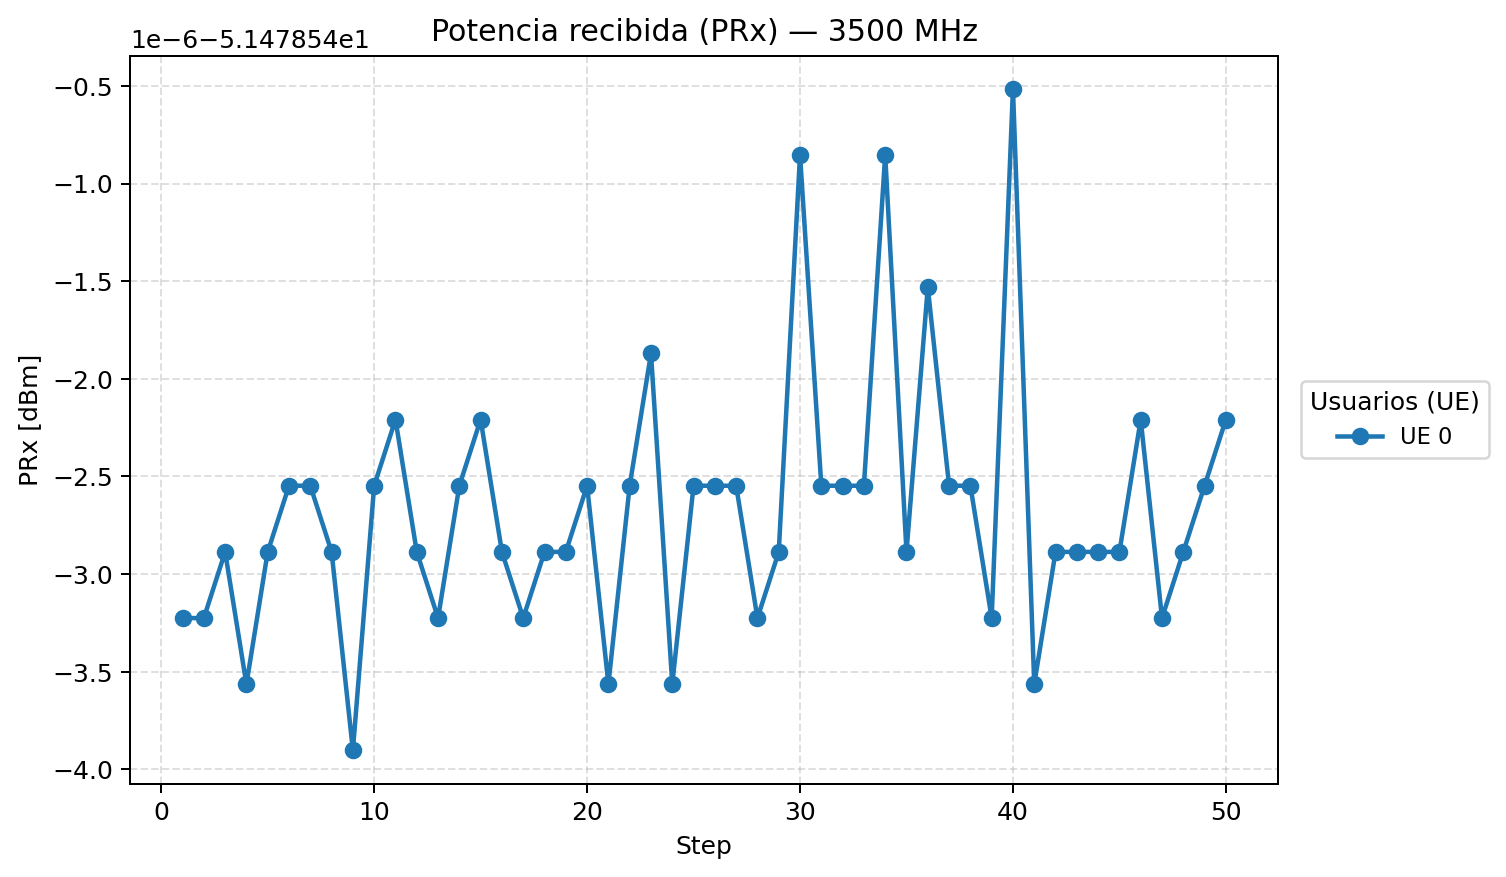 Potencia recibida (PRx) — 3500 MHz
1e−6−5.147854e1
−0.5
−1.0
−1.5
−2.0
−2.5
−3.0
−3.5
−4.0
PRx [dBm]
0 10 20 30 40 50
Step
Usuarios (UE)
UE 0